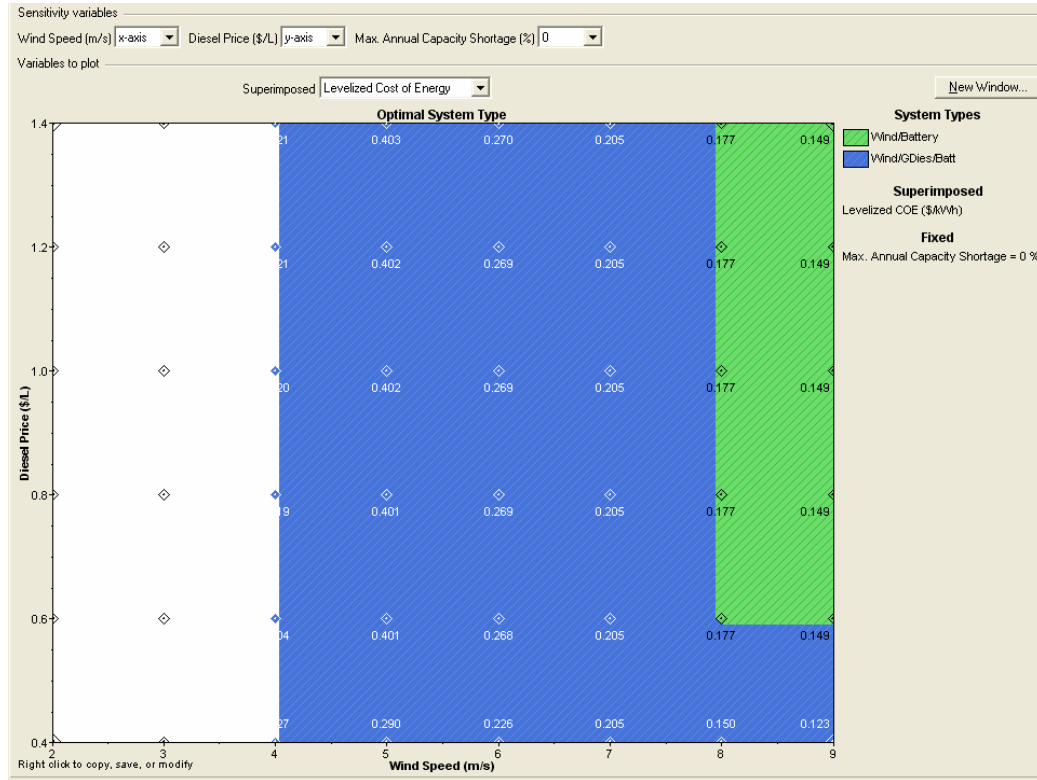 Sensitivity variables
Wind Speed (m/s) x-axis Diesel Price ($/L) y-axis Max. Annual Capacity Shortage (%) 0
Variables to plot
Superimposed Levelized Cost of Energy New Window...
Optimal System Type
System Types
Wind/Battery
Wind/GDies/Batt
Superimposed
Levelized COE ($/kWh)
Fixed
Max. Annual Capacity Shortage = 0 %
1.4 21 0.403 0.270 0.205 0.177 0.149
1.2 21 0.402 0.269 0.205 0.177 0.149
1.0 20 0.402 0.269 0.205 0.177 0.149
Diesel Price ($/L)
0.8 19 0.401 0.269 0.205 0.177 0.149
0.6 04 0.401 0.268 0.205 0.177 0.149
27 0.290 0.226 0.205 0.150 0.123
0.4
2 3 4 5 6 7 8 9
Right click to copy, save, or modify Wind Speed (m/s)